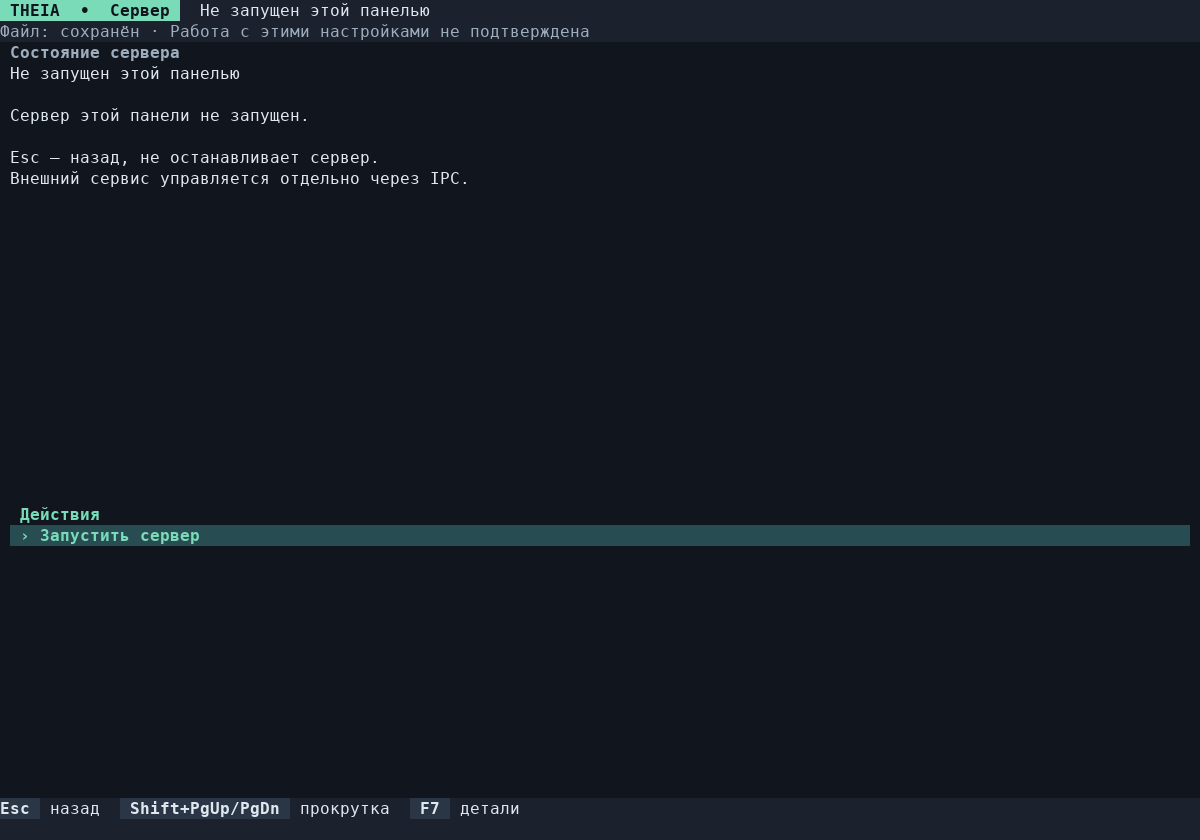 THEIA • Сервер Не запущен этой панелью
Файл: сохранён · Работа с этими настройками не подтверждена
Состояние сервера
Не запущен этой панелью
Сервер этой панели не запущен.
Esc — назад, не останавливает сервер.
Внешний сервис управляется отдельно через IPC.
Действия
› Запустить сервер
Esc назад Shift+PgUp/PgDn прокрутка F7 детали